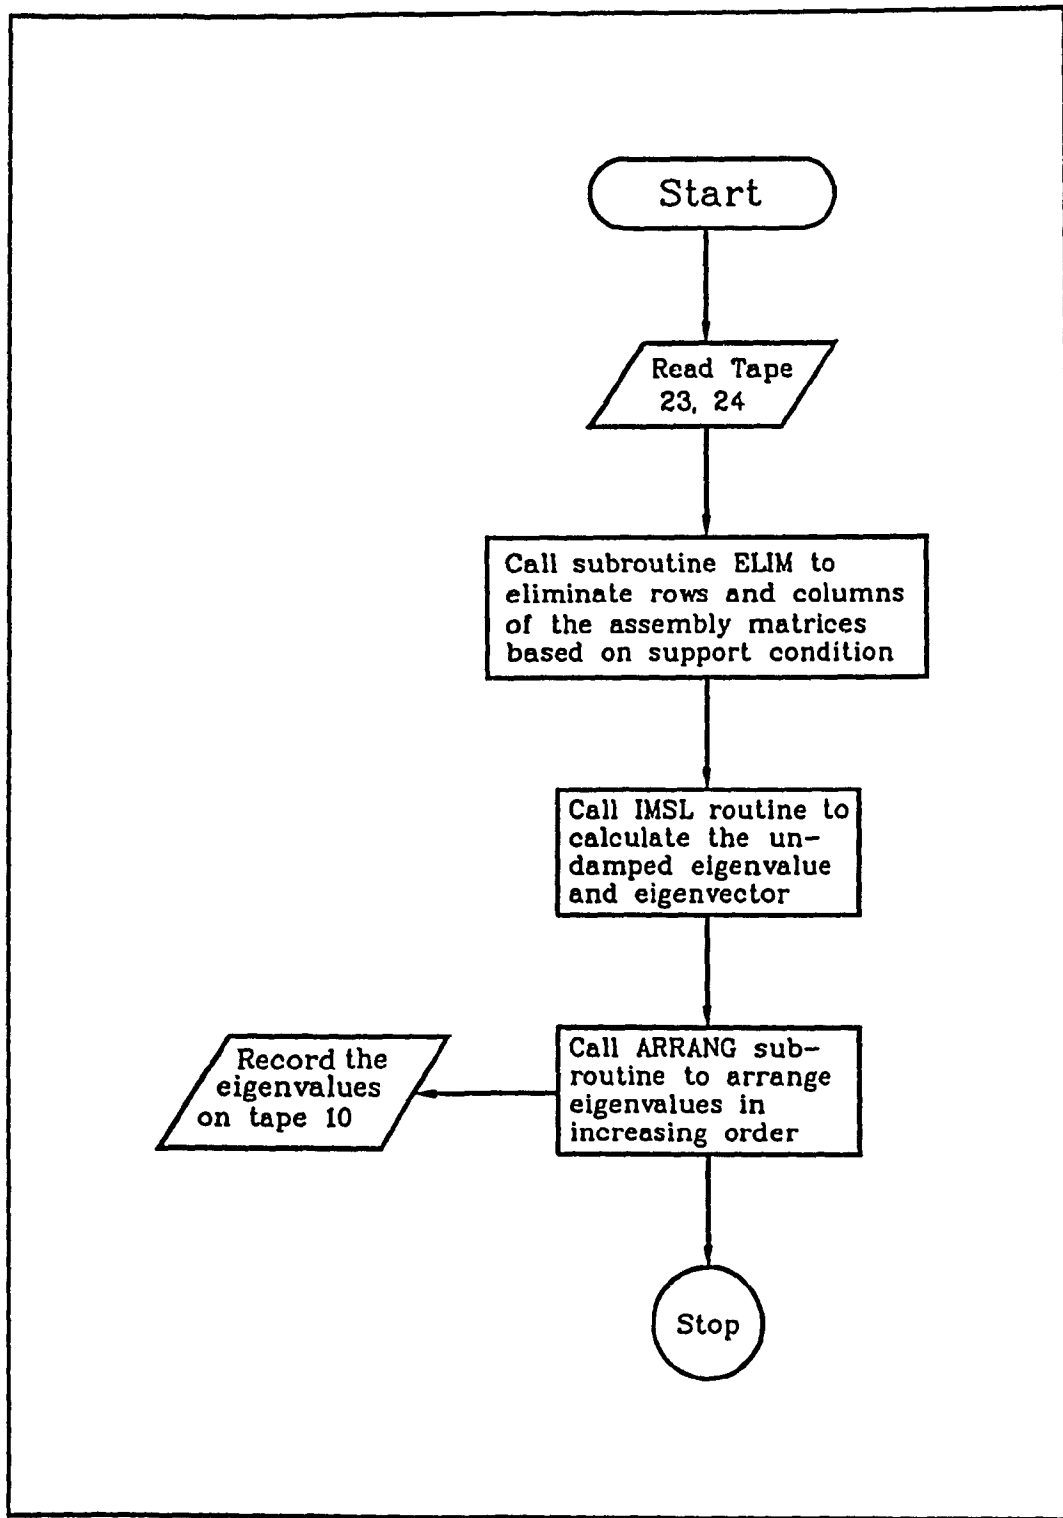 Start
Read Tape
23, 24
Call subroutine ELIM to
eliminate rows and columns
of the assembly matrices
based on support condition
Call IMSL routine to
calculate the un-
damped eigenvalue
and eigenvector
Call ARRANG sub-
routine to arrange
eigenvalues in
increasing order
Record the
eigenvalues
on tape 10
Stop